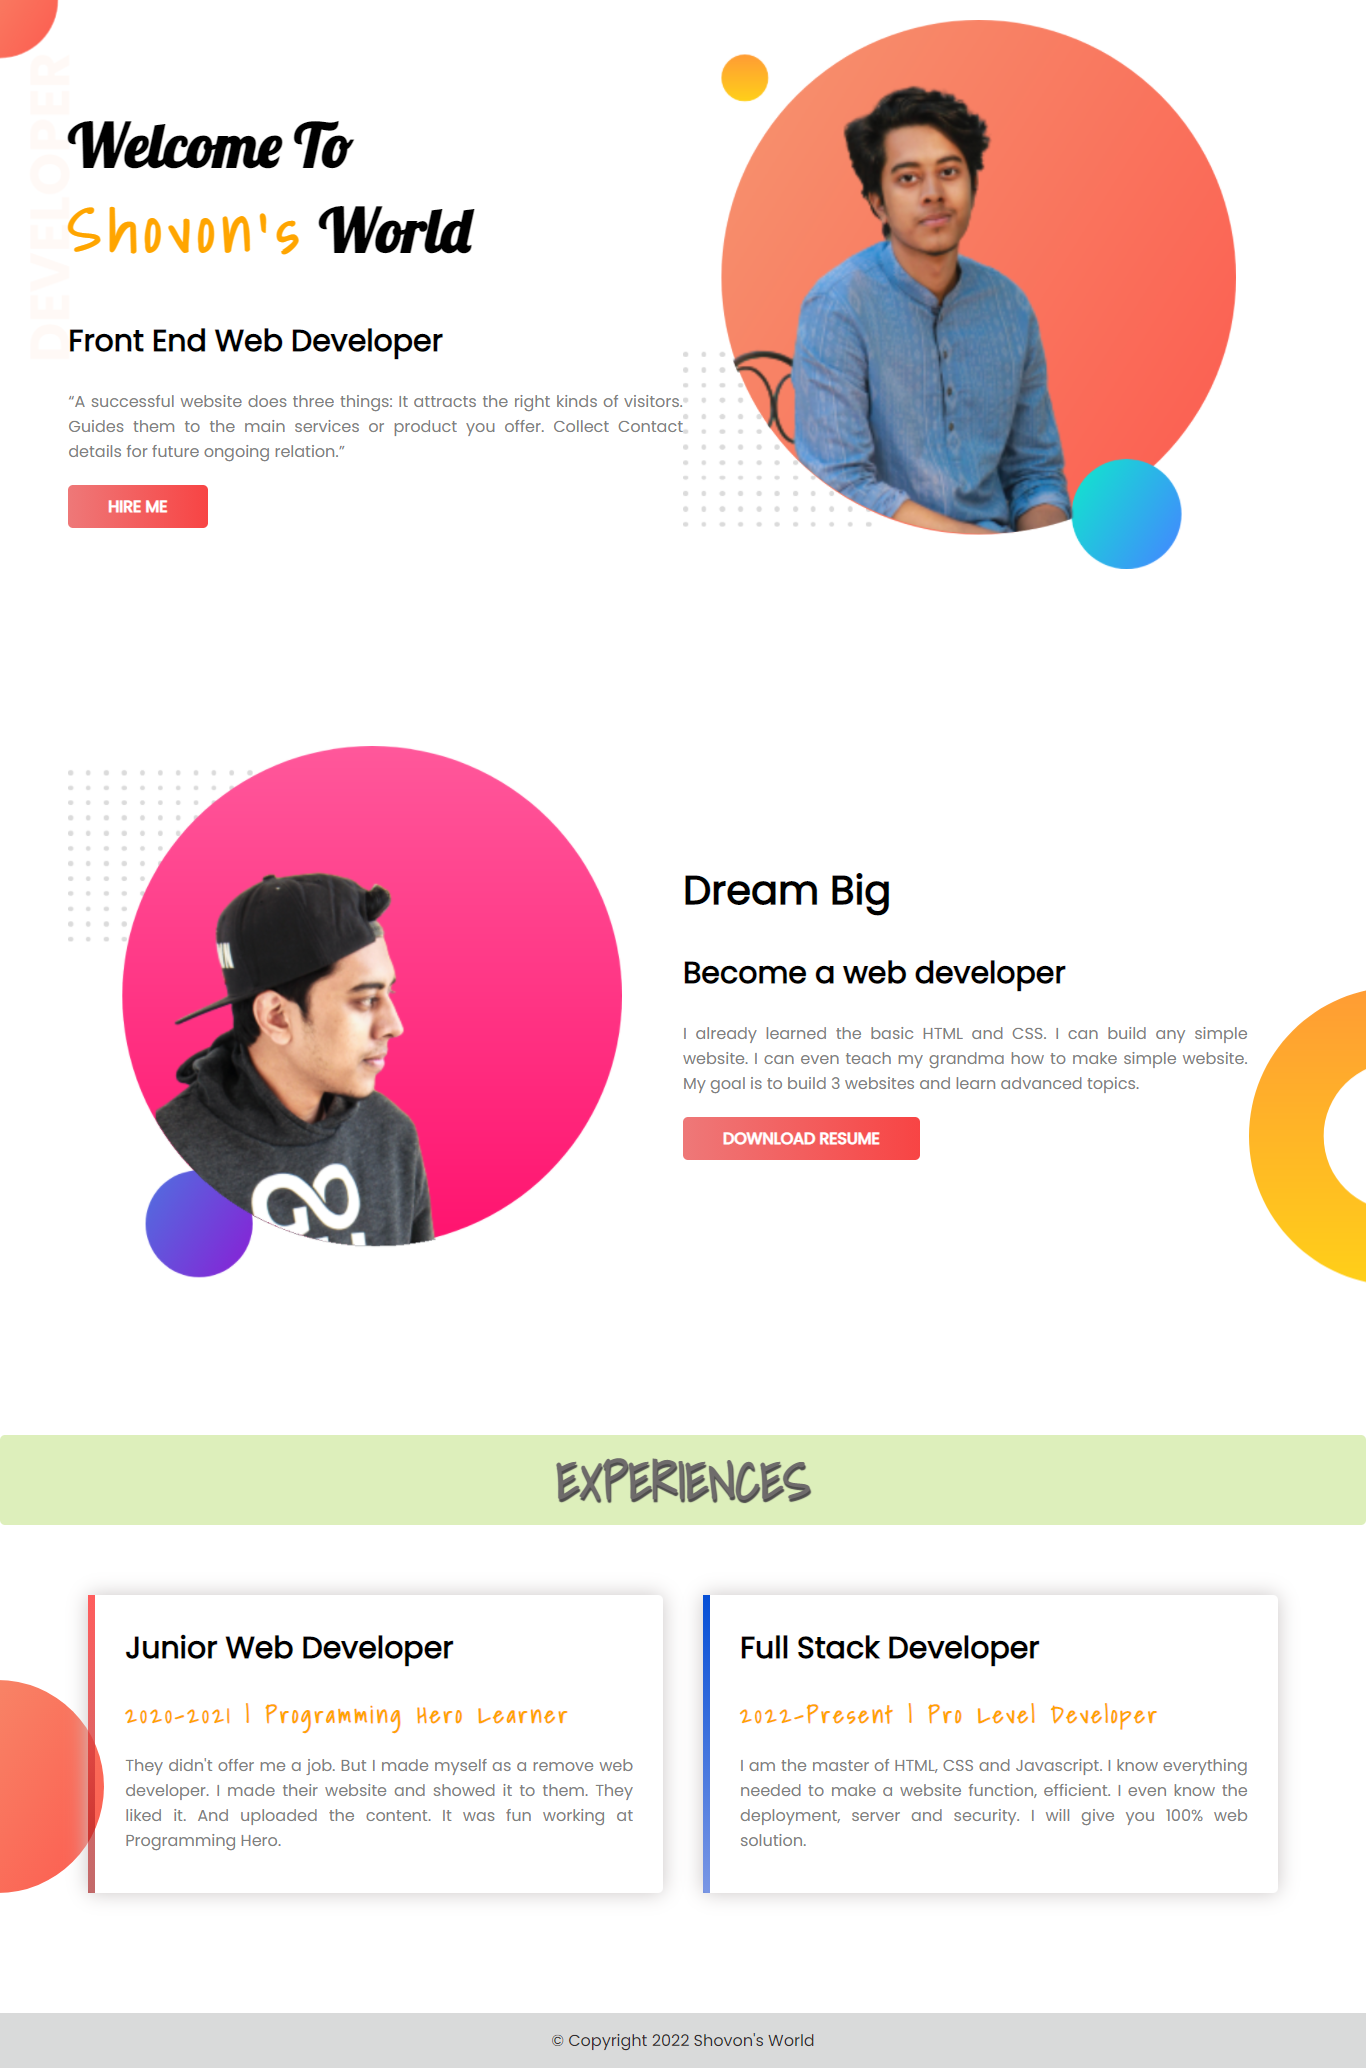 DEVELOPER
Welcome To
Shovon's World
Front End Web Developer
“A successful website does three things: It attracts the right kinds of visitors.
Guides them to the main services or product you offer. Collect Contact
details for future ongoing relation.”
HIRE ME
Dream Big
Become a web developer
I already learned the basic HTML and CSS. I can build any simple
website. I can even teach my grandma how to make simple website.
My goal is to build 3 websites and learn advanced topics.
DOWNLOAD RESUME
EXPERIENCES
Junior Web Developer
2020-2021 | Programming Hero Learner
They didn't offer me a job. But I made myself as a remove web
developer. I made their website and showed it to them. They
liked it. And uploaded the content. It was fun working at
Programming Hero.
Full Stack Developer
2022-Present | Pro Level Developer
I am the master of HTML, CSS and Javascript. I know everything
needed to make a website function, efficient. I even know the
deployment, server and security. I will give you 100% web
solution.
© Copyright 2022 Shovon's World